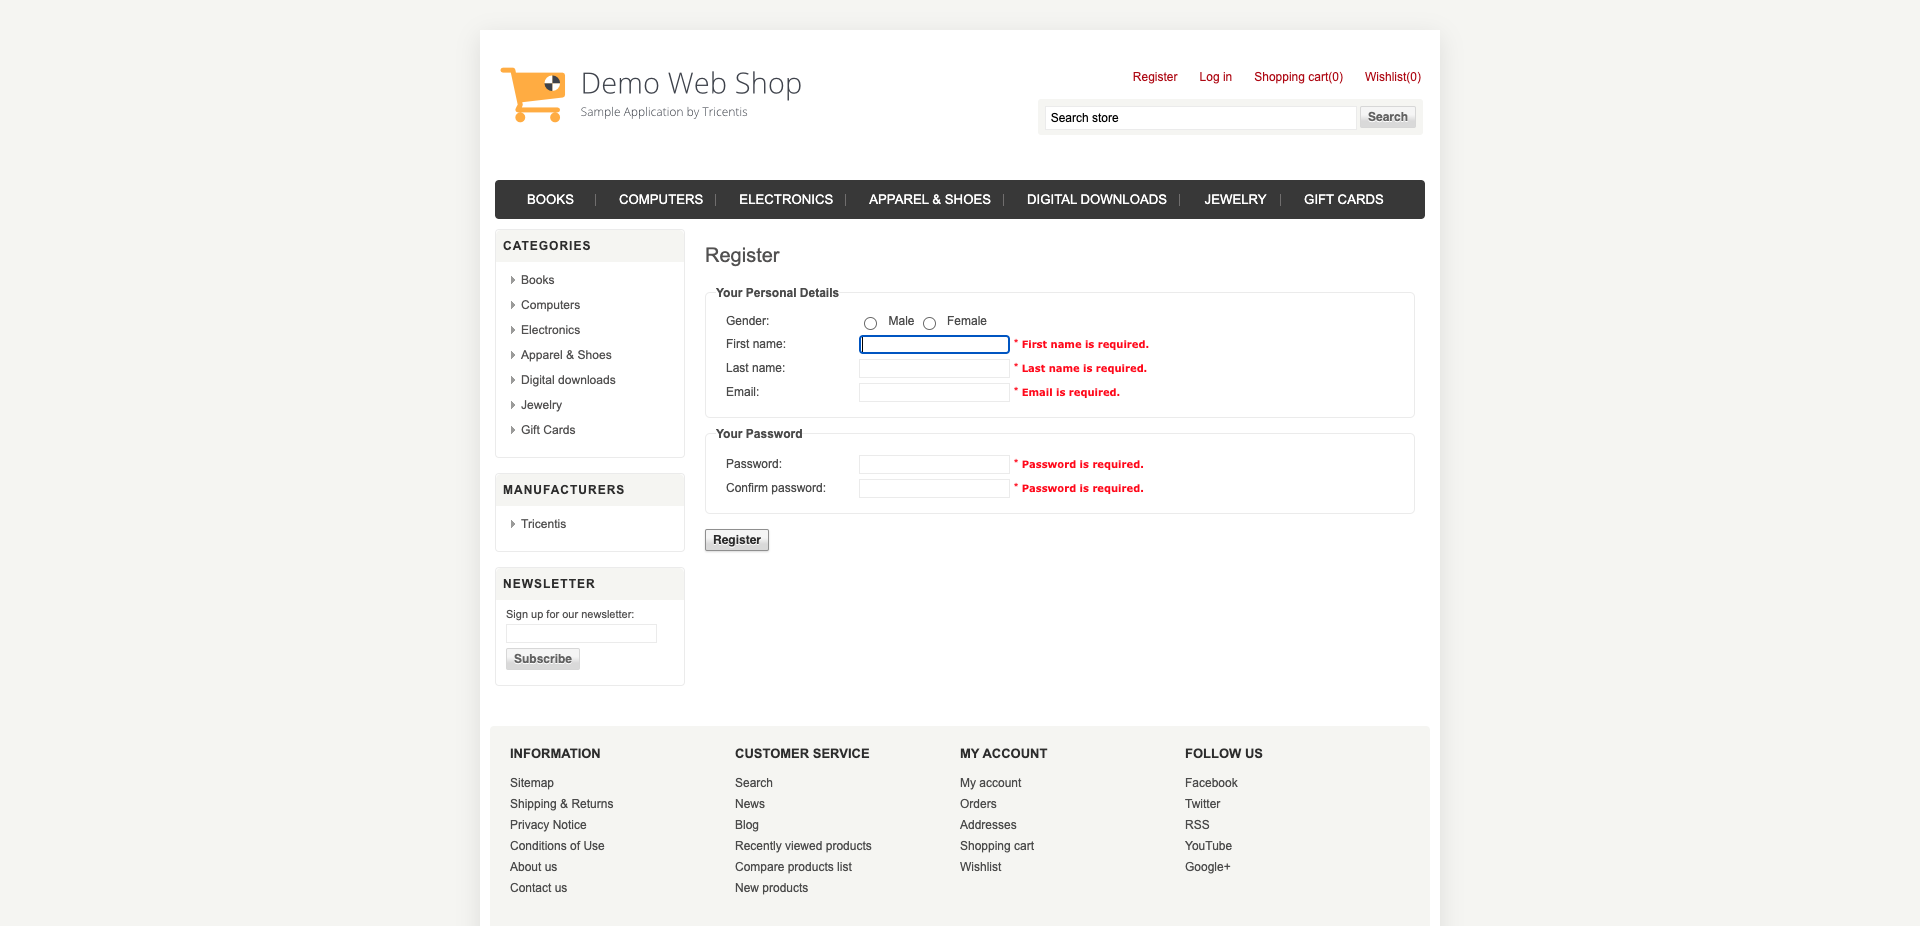 Demo Web Shop
Sample Application by Tricentis
Register Log in Shopping cart(0) Wishlist(0)
Search store Search
BOOKS COMPUTERS ELECTRONICS APPAREL & SHOES DIGITAL DOWNLOADS JEWELRY GIFT CARDS
CATEGORIES
Books
Computers
Electronics
Apparel & Shoes
Digital downloads
Jewelry
Gift Cards
MANUFACTURERS
Tricentis
NEWSLETTER
Sign up for our newsletter:
Subscribe
Register
Your Personal Details
Gender: Male Female
First name: * First name is required.
Last name: * Last name is required.
Email: * Email is required.
Your Password
Password: * Password is required.
Confirm password: * Password is required.
Register
INFORMATION
Sitemap
Shipping & Returns
Privacy Notice
Conditions of Use
About us
Contact us
CUSTOMER SERVICE
Search
News
Blog
Recently viewed products
Compare products list
New products
MY ACCOUNT
My account
Orders
Addresses
Shopping cart
Wishlist
FOLLOW US
Facebook
Twitter
RSS
YouTube
Google+